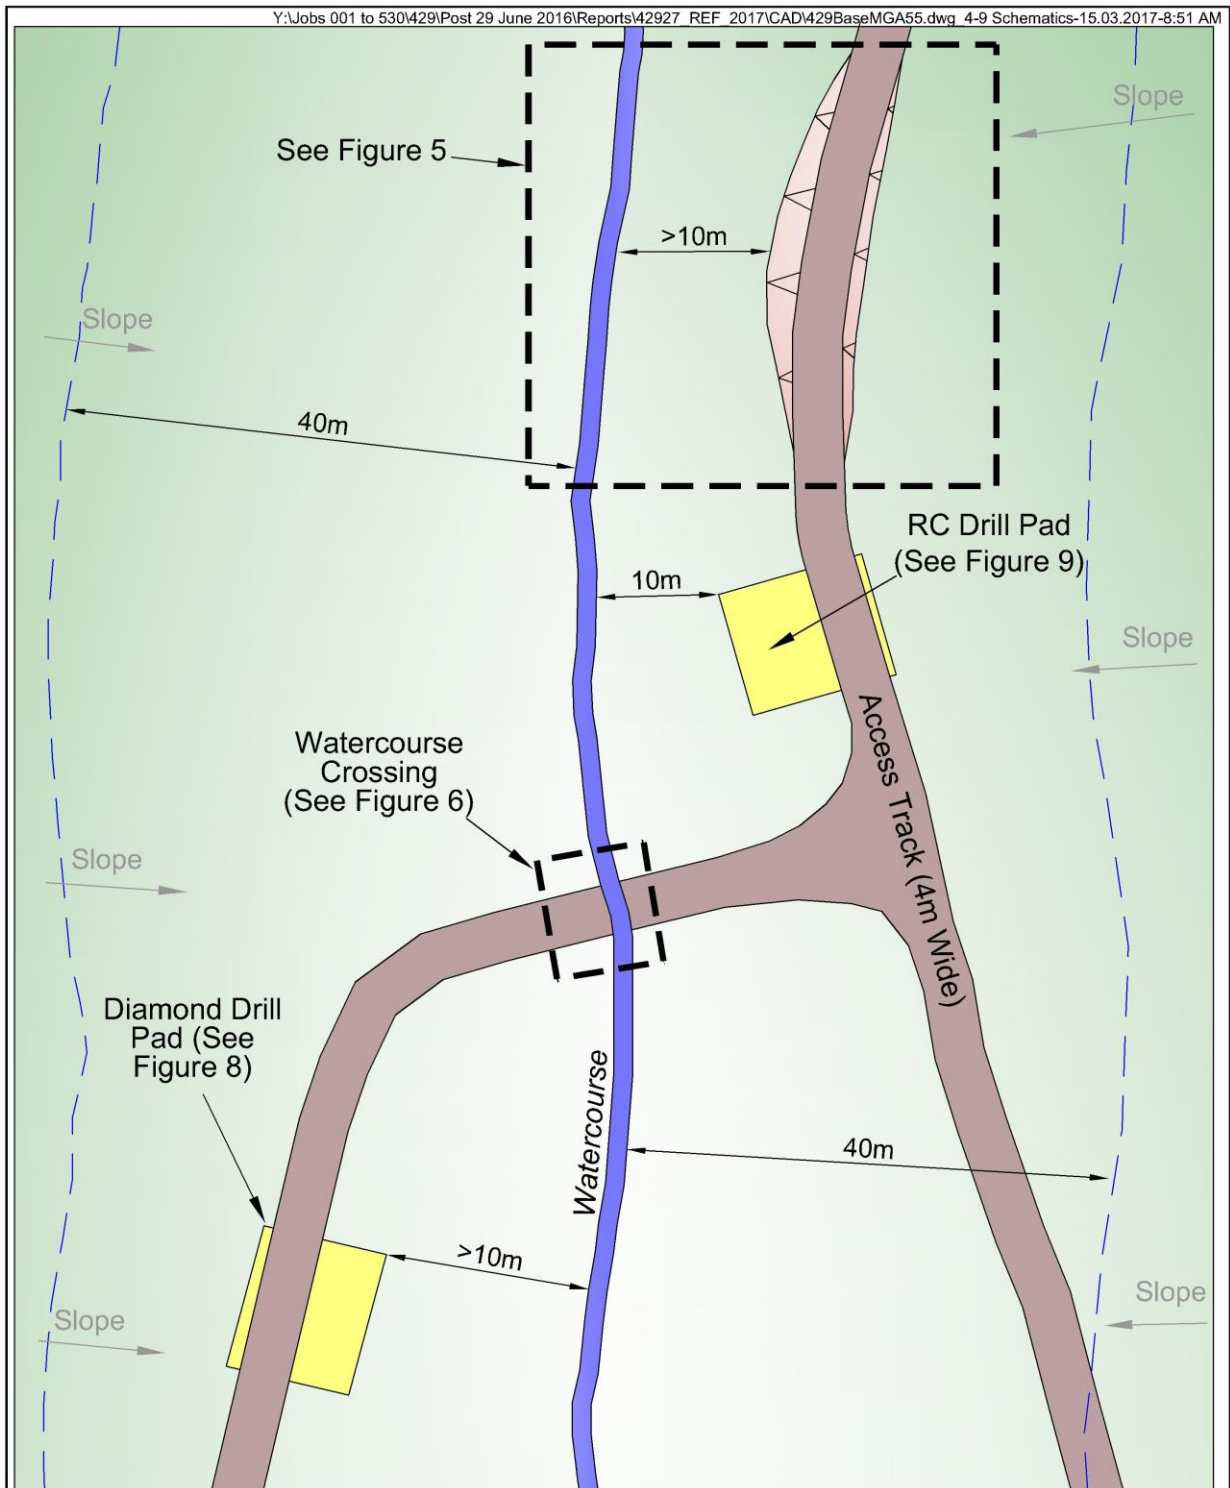 Y:\Jobs 001 to 530\429\Post 29 June 2016\Reports\42927_REF_2017\CAD\429BaseMGA55.dwg_4-9 Schematics-15.03.2017-8:51 AM
Slope
See Figure 5
>10m
Slope
40m
RC Drill Pad
(See Figure 9)
10m
Slope
Access Track (4m Wide)
Watercourse
Crossing
(See Figure 6)
Slope
Diamond Drill
Pad (See
Figure 8)
Watercourse
40m
>10m
Slope
Slope